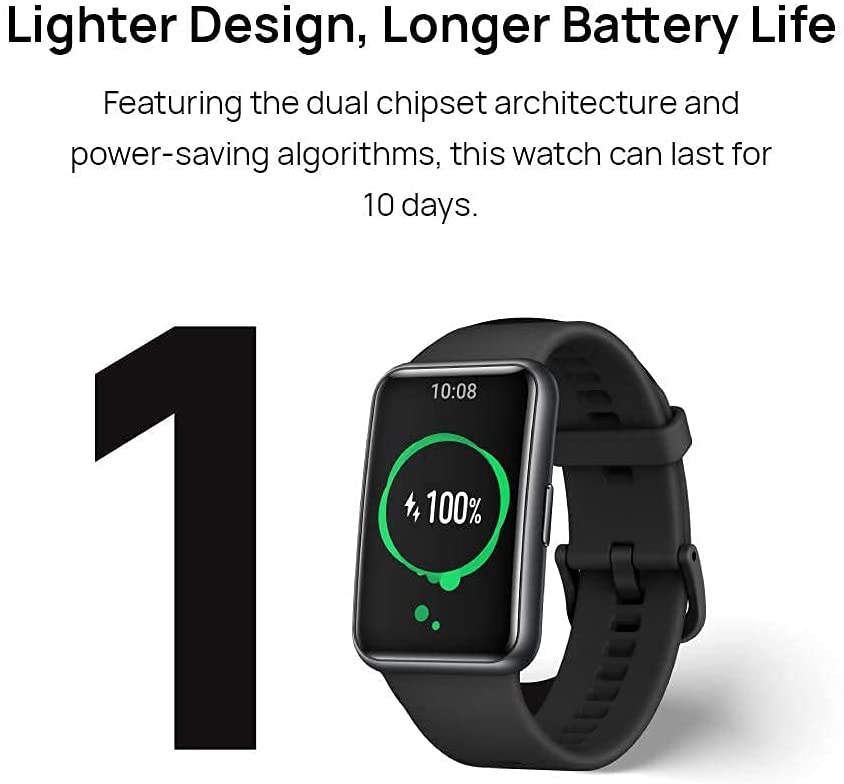 Lighter Design, Longer Battery Life
Featuring the dual chipset architecture and
power-saving algorithms, this watch can last for
10 days.
1
10:08
100%